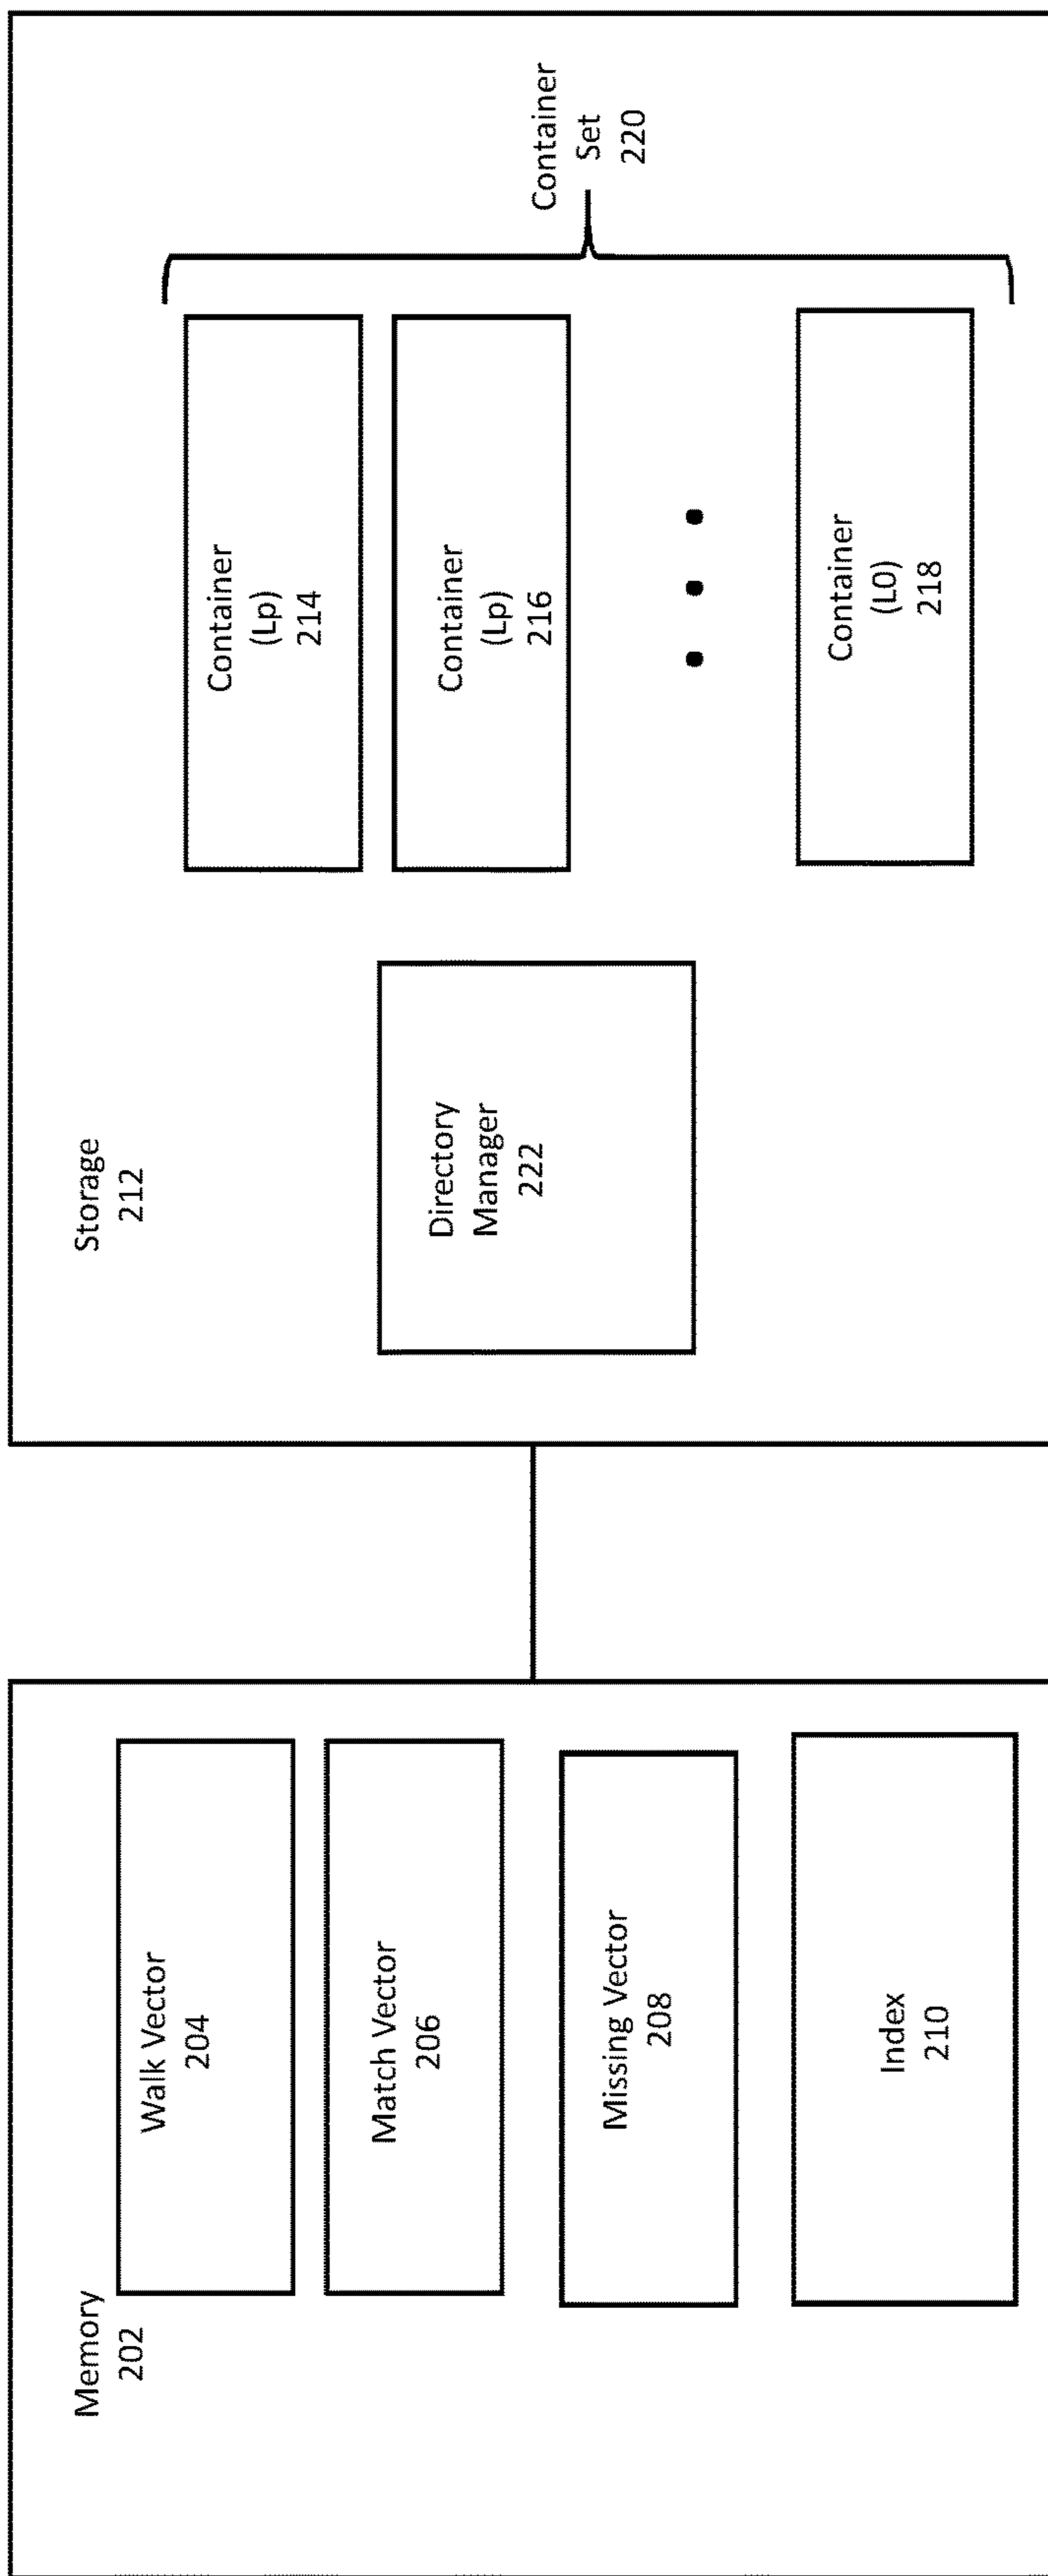 Memory
202
Walk Vector
204
Match Vector
206
Missing Vector
208
Index
210
Storage
212
Directory
Manager
222
Container
(Lp)
214
Container
(Lp)
216
Container
(L0)
218
Container
Set
220